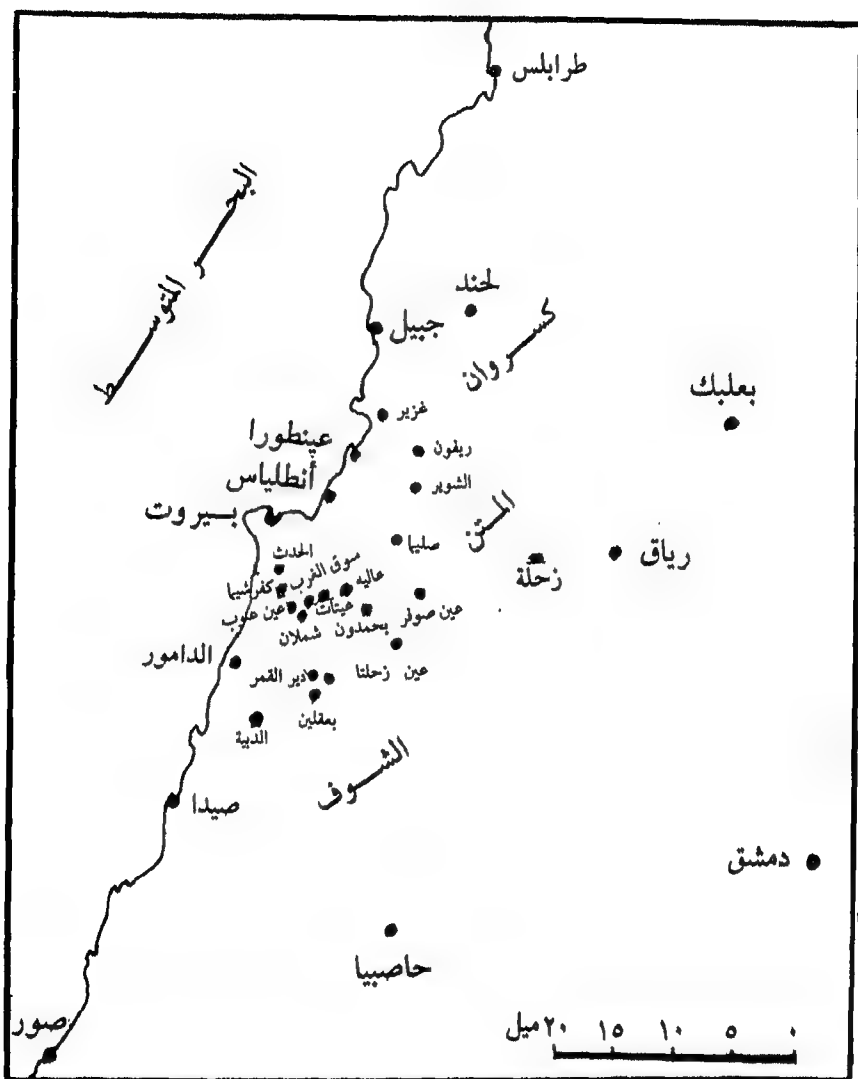 طرابلس
البحر المتوسط
لحند
جبيل
كسروان
بعلبك
غزير
عينطورا
ريفون
أنطلياس
الشوير
بيروت
المتن
صليما
رياق
زحلة
الحدث
سوق الغرب
عاليه
كفرشيما
عين عنوب
عيتات
عين صوفر
بحمدون
شملان
الدامور
عين زحلتا
دير القمر
بعقلين
الدبية
الشوف
صيدا
دمشق
حاصبيا
صور
٠ ٥ ١٠ ١٥ ٢٠ ميل